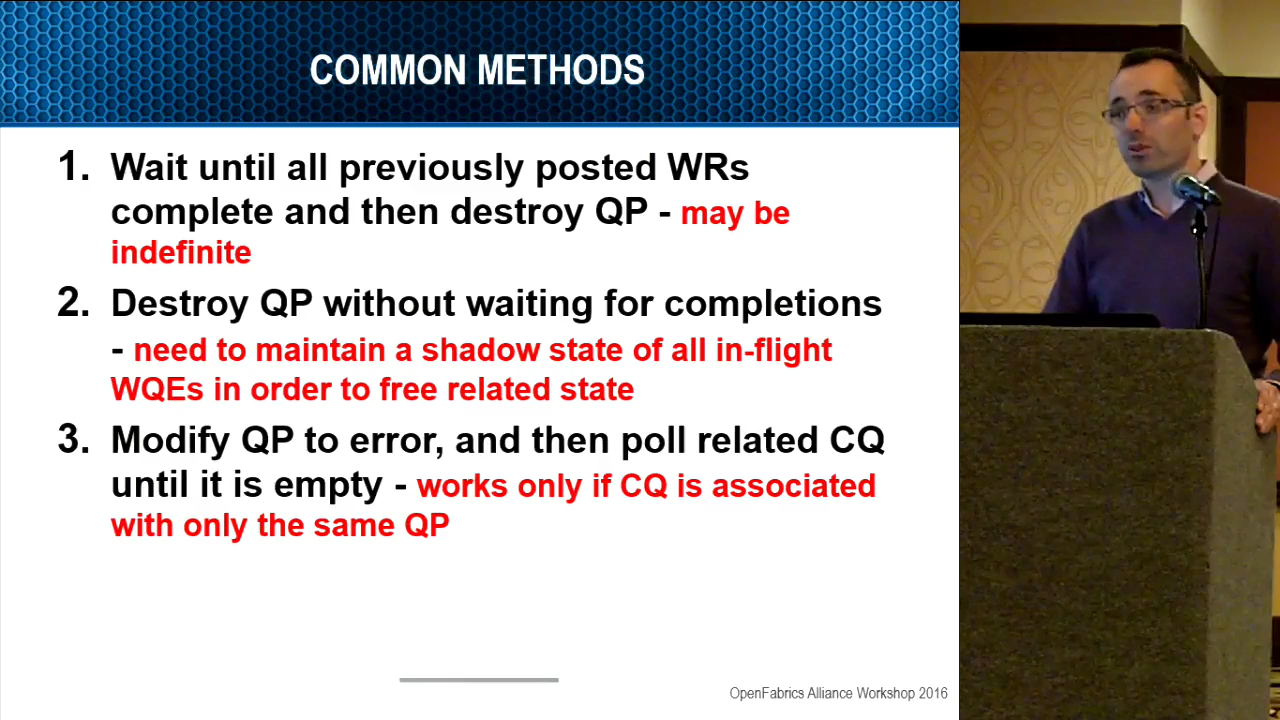 COMMON METHODS
1. Wait until all previously posted WRs
complete and then destroy QP - may be
indefinite
2. Destroy QP without waiting for completions
- need to maintain a shadow state of all in-flight
WQEs in order to free related state
3. Modify QP to error, and then poll related CQ
until it is empty - works only if CQ is associated
with only the same QP
OpenFabrics Alliance Workshop 2016